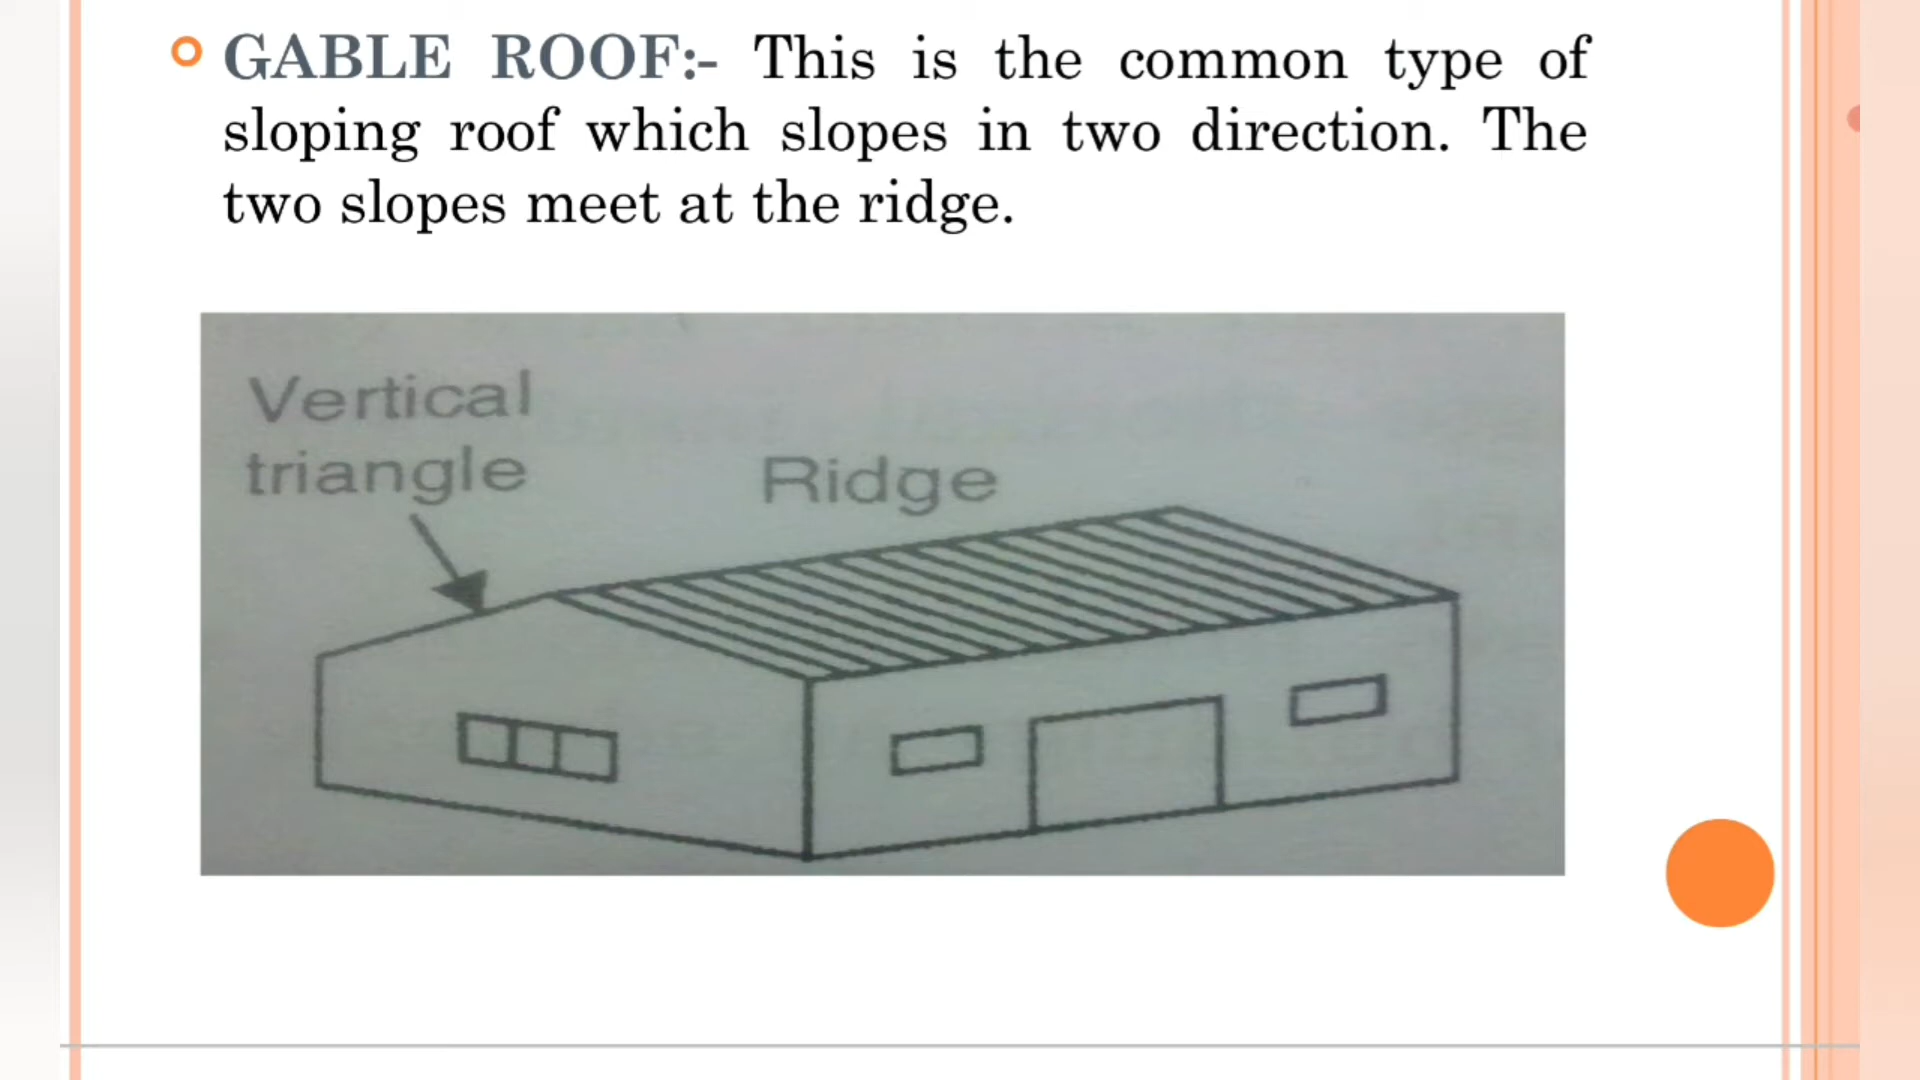 GABLE ROOF:- This is the common type of
sloping roof which slopes in two direction. The
two slopes meet at the ridge.
Vertical
triangle
Ridge